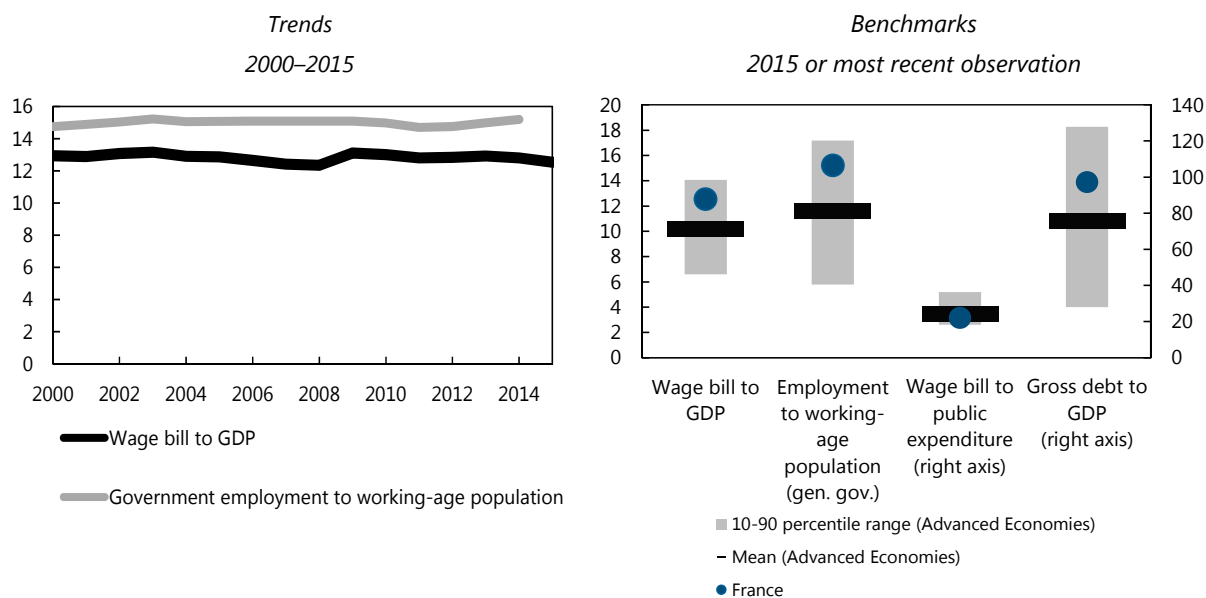 Trends
2000–2015
16
14
12
10
8
6
4
2
0
2000 2002 2004 2006 2008 2010 2012 2014
Wage bill to GDP
Government employment to working-age population
Benchmarks
2015 or most recent observation
20
18
16
14
12
10
8
6
4
2
0
140
120
100
80
60
40
20
0
Wage bill to
GDP
Employment
to working-
age
population
(gen. gov.)
Wage bill to
public
expenditure
(right axis)
Gross debt to
GDP
(right axis)
10-90 percentile range (Advanced Economies)
Mean (Advanced Economies)
France